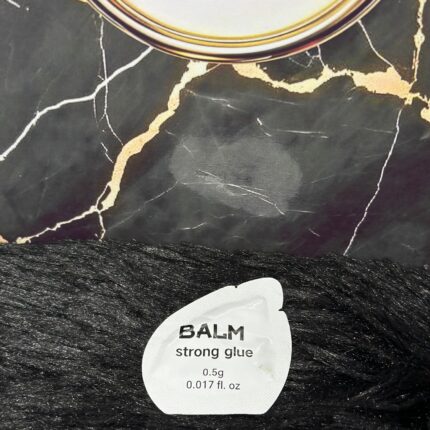 BALM
strong glue
0.5g
0.017 fl. oz